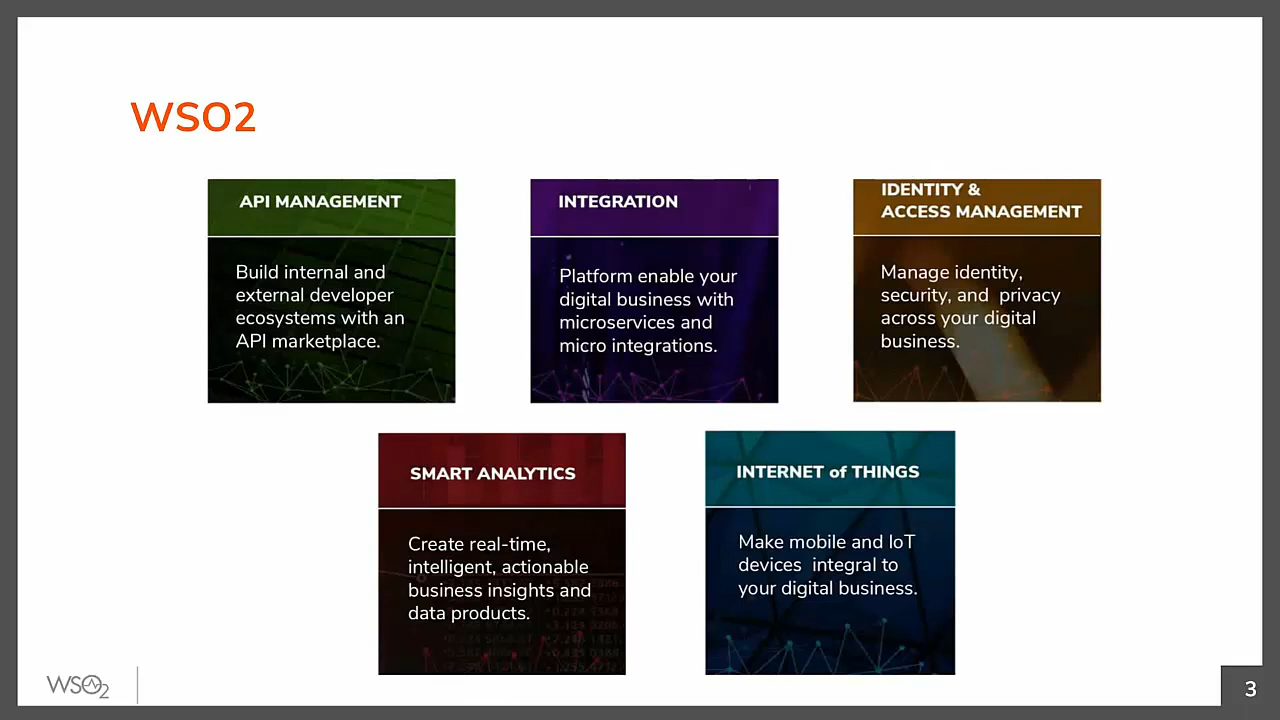 WSO2
API MANAGEMENT
Build internal and
external developer
ecosystems with an
API marketplace.
INTEGRATION
Platform enable your
digital business with
microservices and
micro integrations.
IDENTITY &
ACCESS MANAGEMENT
Manage identity,
security, and  privacy
across your digital
business.
SMART ANALYTICS
Create real-time,
intelligent, actionable
business insights and
data products.
INTERNET of THINGS
Make mobile and IoT
devices  integral to
your digital business.
WSO2
3